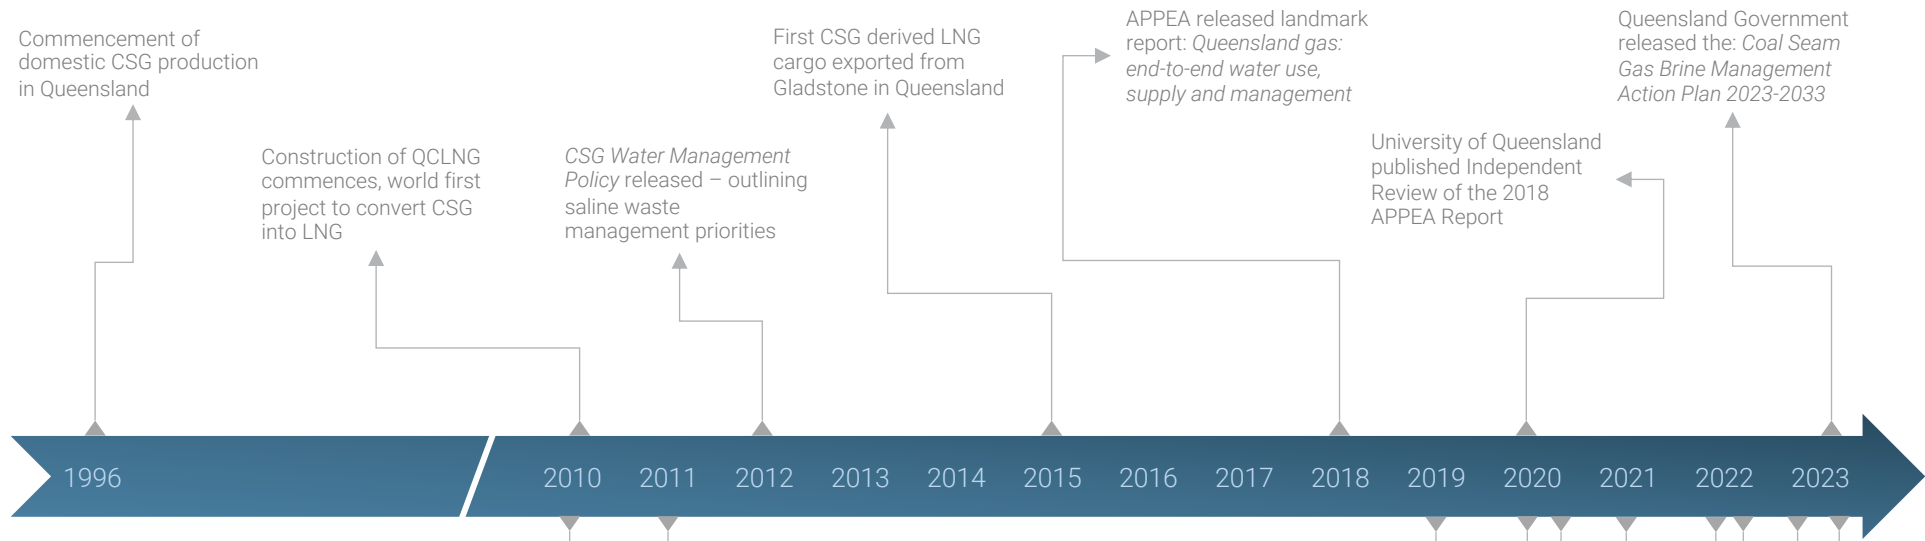 Commencement of
domestic CSG production
in Queensland
Construction of QCLNG
commences, world first
project to convert CSG
into LNG
CSG Water Management
Policy released – outlining
saline waste
management priorities
First CSG derived LNG
cargo exported from
Gladstone in Queensland
APPEA released landmark
report: Queensland gas:
end-to-end water use,
supply and management
University of Queensland
published Independent
Review of the 2018
APPEA Report
Queensland Government
released the: Coal Seam
Gas Brine Management
Action Plan 2023-2033
1996 2010 2011 2012 2013 2014 2015 2016 2017 2018 2019 2020 2021 2022 2023